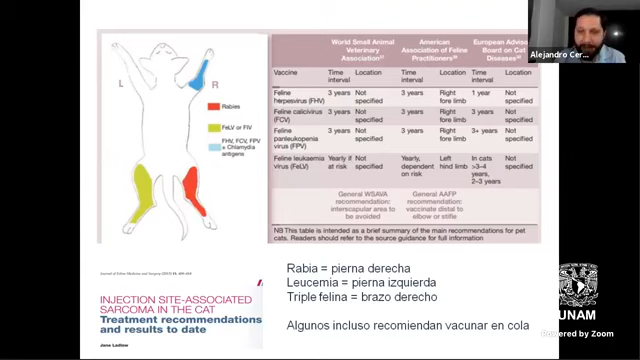 Alejandro Cer...
L
R
Rabies
FeLV or FIV
FHV, FCV, FPV
± Chlamydia
antigens
World Small Animal
Veterinary
Association
American
Association of Feline
Practitioners
European Advisory
Board on Cat
Diseases
Vaccine
Time
interval
Location
Time
interval
Location
Time
interval
Location
Feline
herpesvirus (FHV)
3 years
Not
specified
3 years
Right
fore limb
1 year
Not
specified
Feline calicivirus
(FCV)
3 years
Not
specified
3 years
Right
fore limb
3 years
Not
specified
Feline
panleukopenia
virus (FPV)
3 years
Not
specified
3 years
Right
fore limb
3+ years
Not
specified
Feline leukaemia
virus (FeLV)
Yearly if
at risk
Not
specified
Yearly,
dependent
on risk
Left
hind limb
In cats
>3–4
years,
2–3 years
Not
specified
General WSAVA
recommendation:
interscapular area to
be avoided
General AAFP
recommendation:
vaccinate distal to
elbow or stifle
NB This table is intended as a brief summary of the main recommendations for pet
cats. Readers should refer to the source guidance for full information
Journal of Feline Medicine and Surgery
INJECTION SITE-ASSOCIATED
SARCOMA IN THE CAT
Treatment recommendations
and results to date
Jane Ladlow
Rabia = pierna derecha
Leucemia = pierna izquierda
Triple felina = brazo derecho
Algunos incluso recomiendan vacunar en cola
UNAM
Powered by Zoom